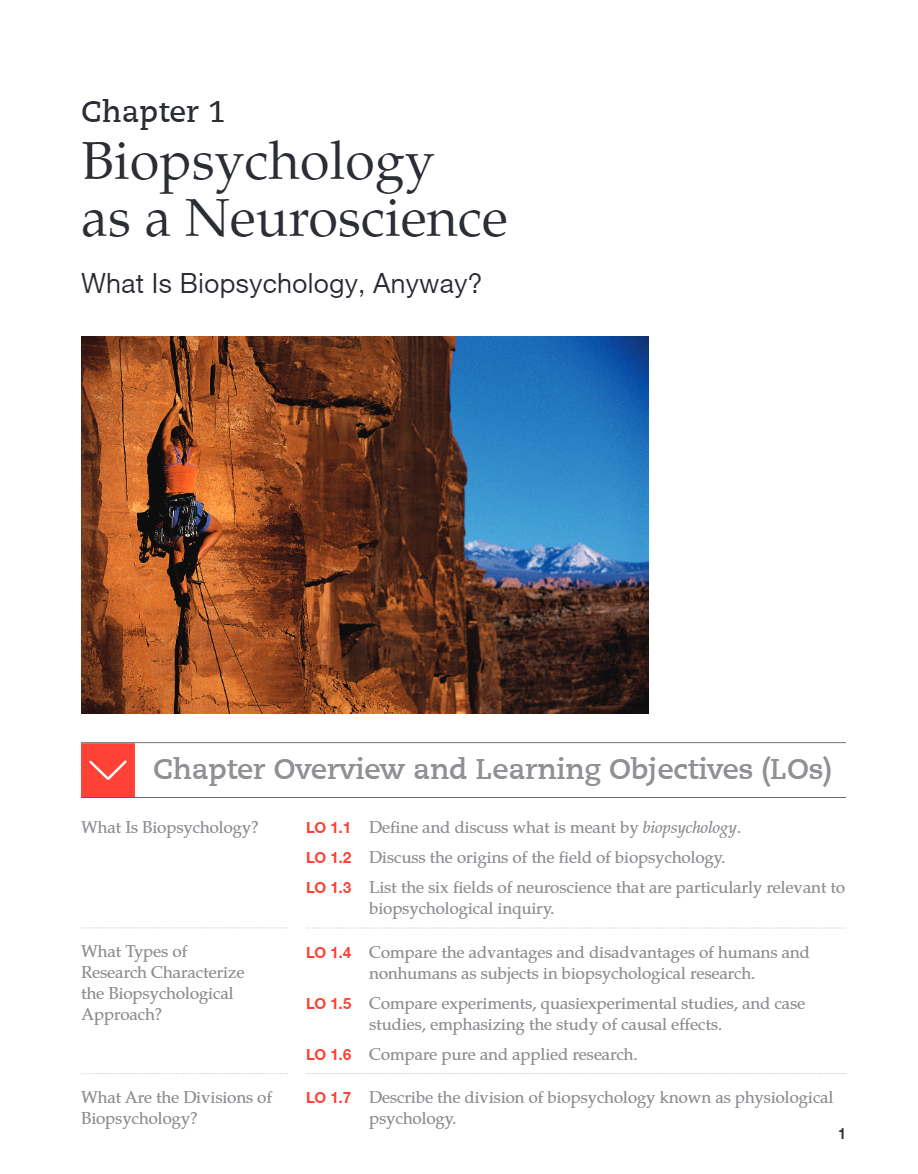 Chapter 1
Biopsychology
as a Neuroscience
What Is Biopsychology, Anyway?
Chapter Overview and Learning Objectives (LOs)
What Is Biopsychology?
LO 1.1 Define and discuss what is meant by biopsychology.
LO 1.2 Discuss the origins of the field of biopsychology.
LO 1.3 List the six fields of neuroscience that are particularly relevant to
biopsychological inquiry.
What Types of
Research Characterize
the Biopsychological
Approach?
LO 1.4 Compare the advantages and disadvantages of humans and
nonhumans as subjects in biopsychological research.
LO 1.5 Compare experiments, quasiexperimental studies, and case
studies, emphasizing the study of causal effects.
LO 1.6 Compare pure and applied research.
What Are the Divisions of
Biopsychology?
LO 1.7 Describe the division of biopsychology known as physiological
psychology.
1